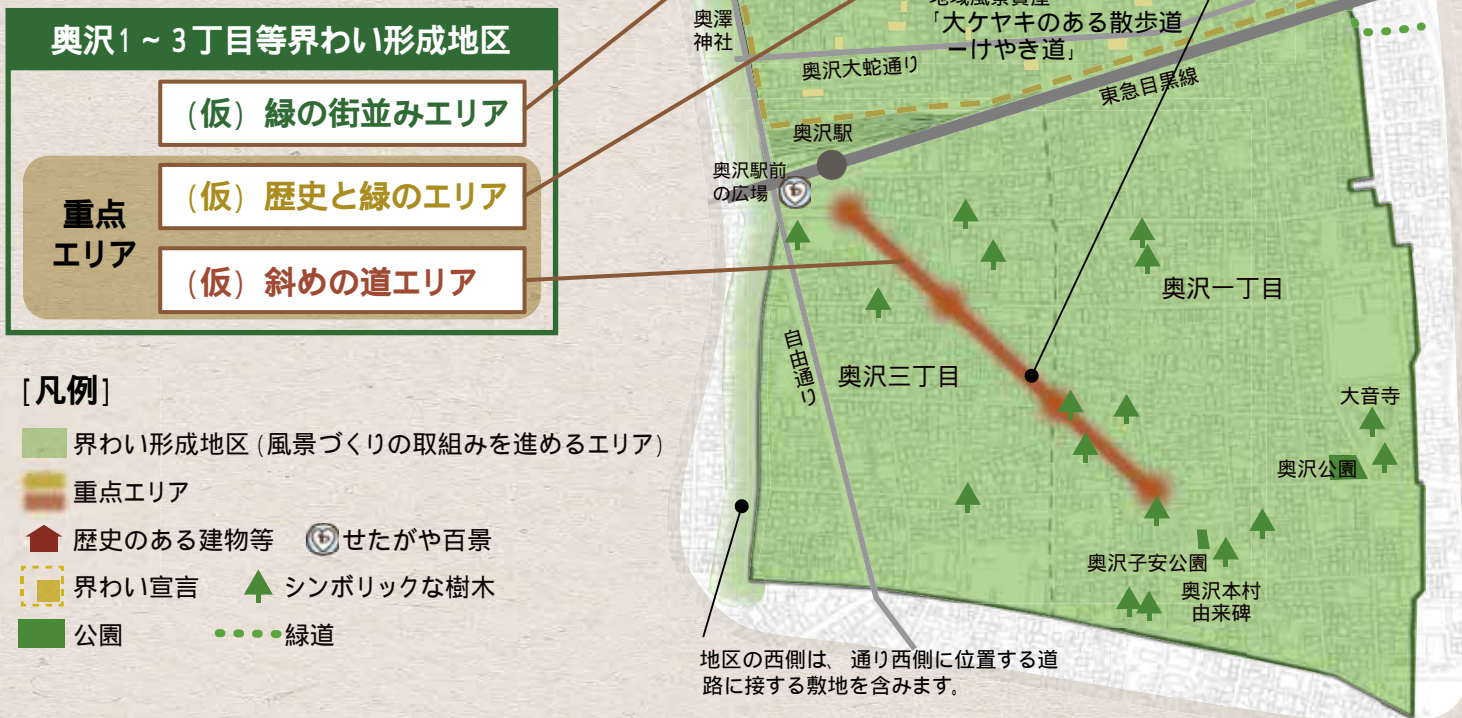 奥沢1~3丁目等界わい形成地区
(仮) 緑の街並みエリア
重点
エリア
(仮) 歴史と緑のエリア
(仮) 斜めの道エリア
[凡例]
界わい形成地区 (風景づくりの取組みを進めるエリア)
重点エリア
歴史のある建物等
せたがや百景
界わい宣言
シンボリックな樹木
公園
緑道
奥澤
神社
地域風景資産
「大ケヤキのある散歩道
ーけやき道」
奥沢大蛇通り
東急目黒線
奥沢駅
奥沢駅前
の広場
奥沢一丁目
自由通り
奥沢三丁目
大音寺
奥沢公園
奥沢子安公園
奥沢本村
由来碑
地区の西側は、 通り西側に位置する道
路に接する敷地を含みます。